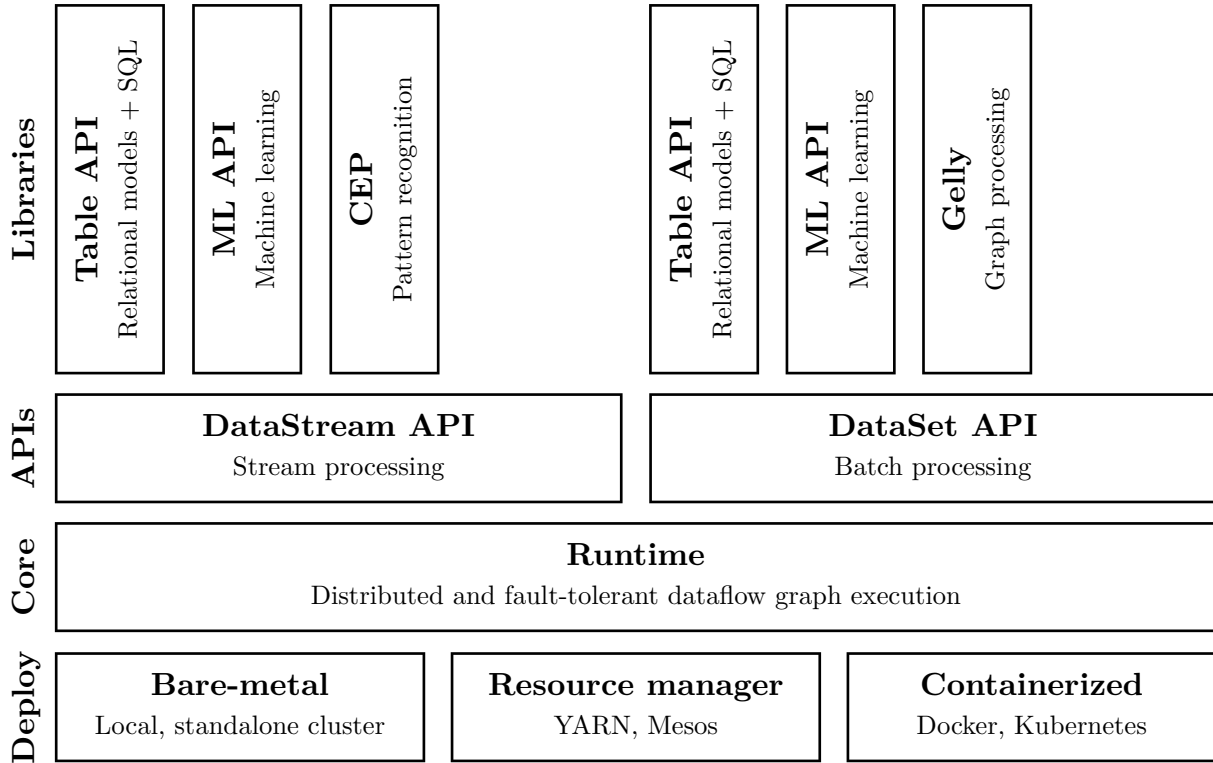 Libraries
Table API
Relational models + SQL
ML API
Machine learning
CEP
Pattern recognition
Table API
Relational models + SQL
ML API
Machine learning
Gelly
Graph processing
APIs
DataStream API
Stream processing
DataSet API
Batch processing
Core
Runtime
Distributed and fault-tolerant dataflow graph execution
Deploy
Bare-metal
Local, standalone cluster
Resource manager
YARN, Mesos
Containerized
Docker, Kubernetes